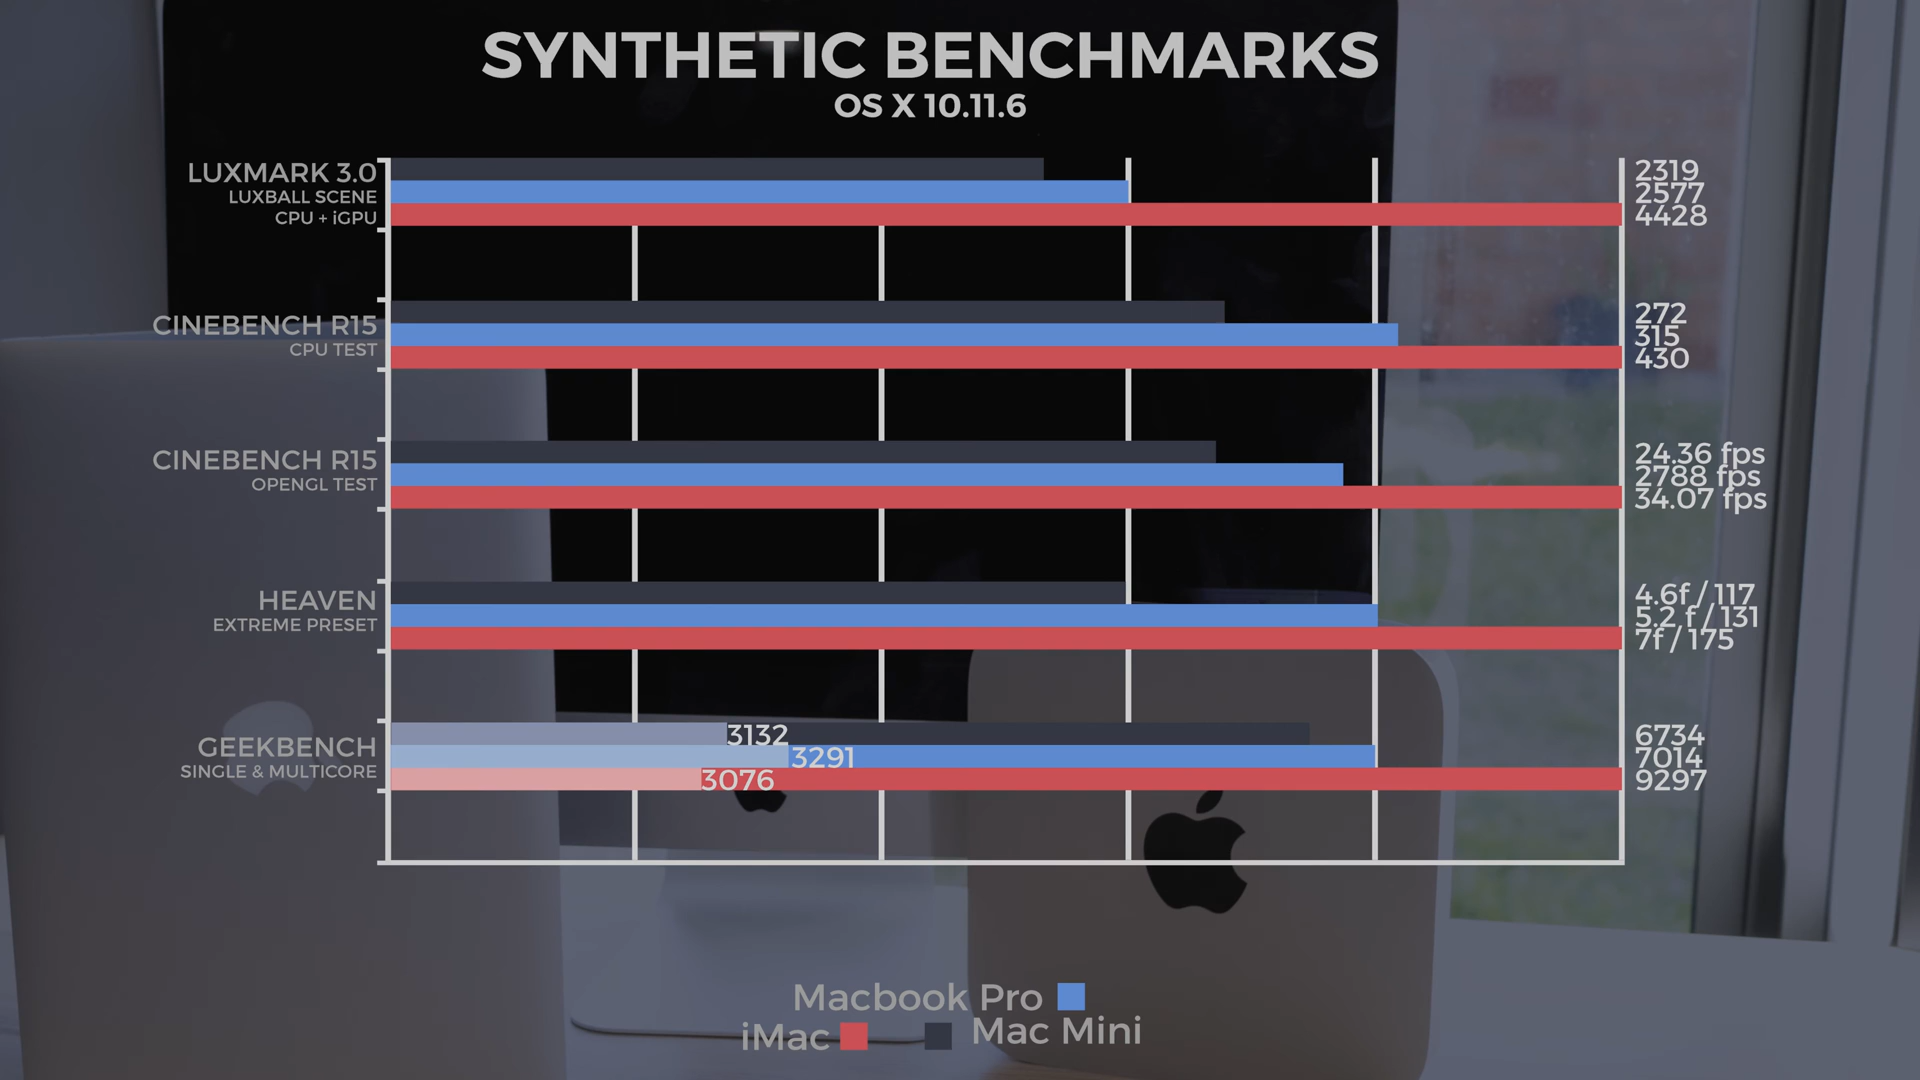 SYNTHETIC BENCHMARKS
OS X 10.11.6
LUXMARK 3.0
LUXBALL SCENE
CPU + iGPU
2319
2577
4428
CINEBENCH R15
CPU TEST
272
315
430
CINEBENCH R15
OPENGL TEST
24.36 fps
2788 fps
34.07 fps
HEAVEN
EXTREME PRESET
4.6f / 117
5.2 f / 131
7f / 175
GEEKBENCH
SINGLE & MULTICORE
3132
6734
3291
7014
3076
9297
Macbook Pro
iMac
Mac Mini